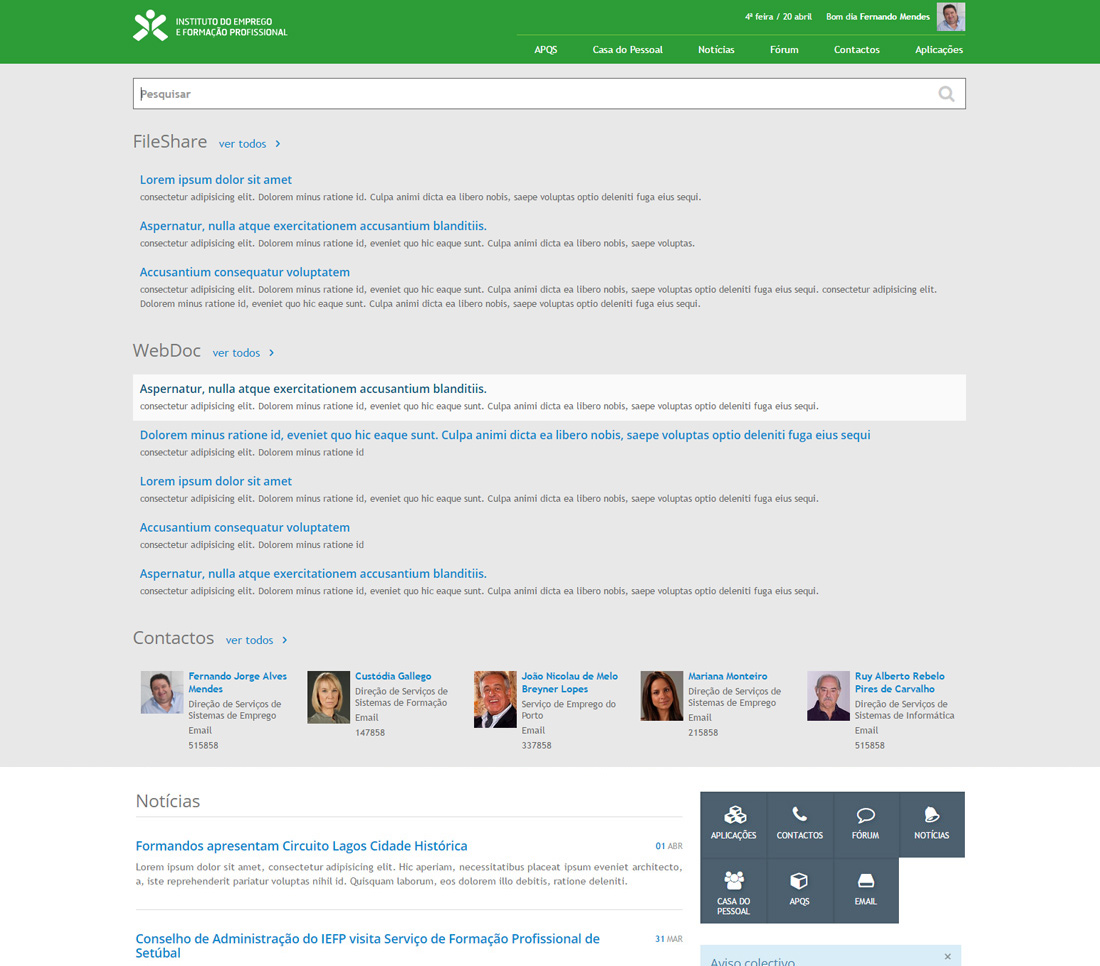 INSTITUTO DO EMPREGO
E FORMAÇÃO PROFISSIONAL
4ª feira / 20 abril Bom dia Fernando Mendes
APQS Casa do Pessoal Notícias Fórum Contactos Aplicações
Pesquisar
FileShare ver todos
Lorem ipsum dolor sit amet
consectetur adipisicing elit. Dolorem minus ratione id. Culpa animi dicta ea libero nobis, saepe voluptas optio deleniti fuga eius sequi.
Aspernatur, nulla atque exercitationem accusantium blanditiis.
consectetur adipisicing elit. Dolorem minus ratione id, eveniet quo hic eaque sunt. Culpa animi dicta ea libero nobis, saepe voluptas.
Accusantium consequatur voluptatem
consectetur adipisicing elit. Dolorem minus ratione id, eveniet quo hic eaque sunt. Culpa animi dicta ea libero nobis, saepe voluptas optio deleniti fuga eius sequi. consectetur adipisicing elit.
Dolorem minus ratione id, eveniet quo hic eaque sunt. Culpa animi dicta ea libero nobis, saepe voluptas optio deleniti fuga eius sequi.
WebDoc ver todos
Aspernatur, nulla atque exercitationem accusantium blanditiis.
consectetur adipisicing elit. Dolorem minus ratione id, eveniet quo hic eaque sunt. Culpa animi dicta ea libero nobis, saepe voluptas optio deleniti fuga eius sequi.
Dolorem minus ratione id, eveniet quo hic eaque sunt. Culpa animi dicta ea libero nobis, saepe voluptas optio deleniti fuga eius sequi
consectetur adipisicing elit. Dolorem minus ratione id
Lorem ipsum dolor sit amet
consectetur adipisicing elit. Dolorem minus ratione id, eveniet quo hic eaque sunt. Culpa animi dicta ea libero nobis, saepe voluptas optio deleniti fuga eius sequi.
Accusantium consequatur voluptatem
consectetur adipisicing elit. Dolorem minus ratione id
Aspernatur, nulla atque exercitationem accusantium blanditiis.
consectetur adipisicing elit. Dolorem minus ratione id, eveniet quo hic eaque sunt. Culpa animi dicta ea libero nobis, saepe voluptas optio deleniti fuga eius sequi.
Contactos ver todos
Fernando Jorge Alves
Mendes
Direção de Serviços de
Sistemas de Emprego
Email
515858
Custódia Gallego
Direção de Serviços de
Sistemas de Formação
Email
147858
João Nicolau de Melo
Breyner Lopes
Serviço de Emprego do
Porto
Email
337858
Mariana Monteiro
Direção de Serviços de
Sistemas de Emprego
Email
215858
Ruy Alberto Rebelo
Pires de Carvalho
Direção de Serviços de
Sistemas de Informática
Email
515858
Notícias
Formandos apresentam Circuito Lagos Cidade Histórica 01 ABR
Lorem ipsum dolor sit amet, consectetur adipisicing elit. Hic aperiam, necessitatibus placeat ipsum eveniet architecto,
a, iste reprehenderit pariatur voluptas nihil id. Quisquam laborum, eos dolorem illo debitis, ratione deleniti.
Conselho de Administração do IEFP visita Serviço de Formação Profissional de 31 MAR
Setúbal
APLICAÇÕES CONTACTOS FÓRUM NOTÍCIAS
CASA DO
PESSOAL
APQS EMAIL
Aviso colectivo ×